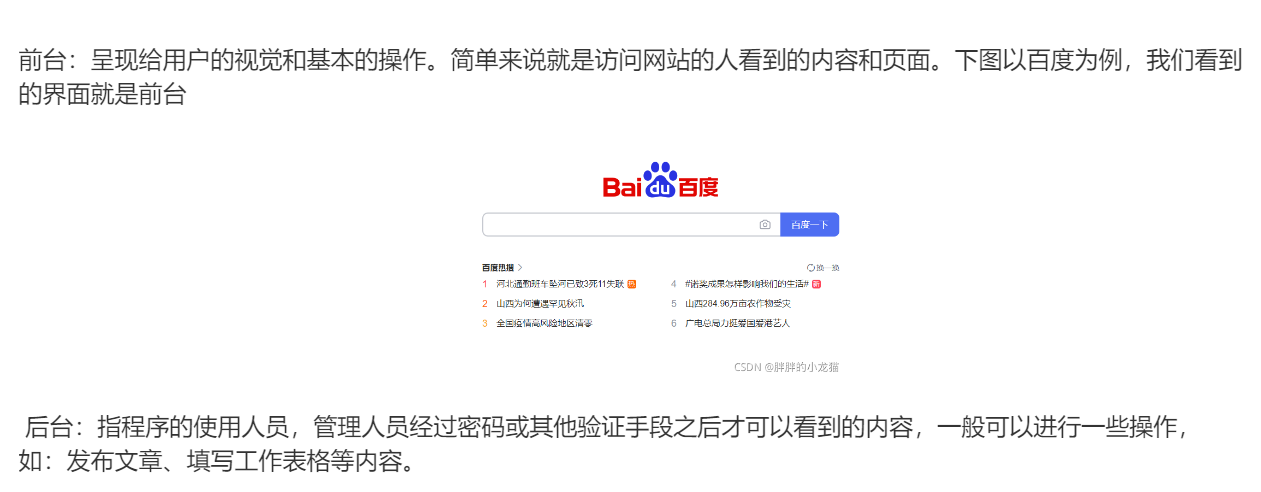 前台：呈现给用户的视觉和基本的操作。简单来说就是访问网站的人看到的内容和页面。下图以百度为例，我们看到
的界面就是前台
Bai du 百度
百度一下
百度热搜 换一换
1 河北通勤班车坠河已致3死11失联 热 4 #诺奖成果怎样影响我们的生活# 新
2 山西为何遭遇罕见秋汛 5 山西284.96万亩农作物受灾
3 全国疫情高风险地区清零 6 广电总局力挺爱国爱港艺人
CSDN @胖胖的小龙猫
后台：指程序的使用人员，管理人员经过密码或其他验证手段之后才可以看到的内容，一般可以进行一些操作，
如：发布文章、填写工作表格等内容。